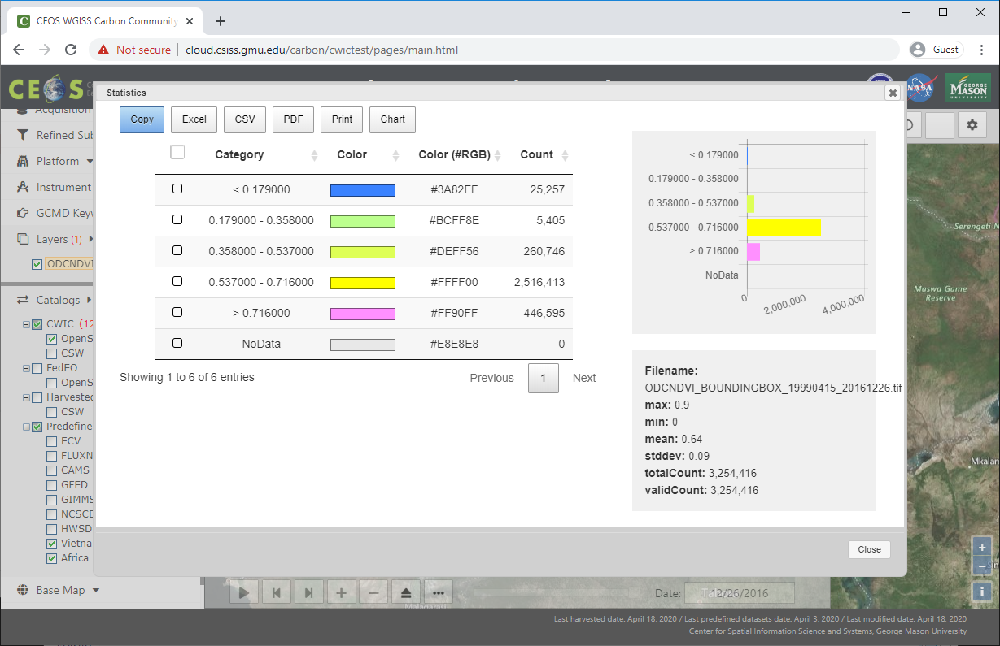 CEOS WGISS Carbon Community
Not secure
cloud.csiss.gmu.edu/carbon/cwictest/pages/main.html
Guest
CEOS
NASA
GEORGE
MASON
UNIVERSITY
Statistics
Copy
Excel
CSV
PDF
Print
Chart
Category Color Color (#RGB) Count
< 0.179000 #3A82FF 25,257
0.179000 - 0.358000 #BCFF8E 5,405
0.358000 - 0.537000 #DEFF56 260,746
0.537000 - 0.716000 #FFFF00 2,516,413
> 0.716000 #FF90FF 446,595
NoData #E8E8E8 0
Showing 1 to 6 of 6 entries
Previous 1 Next
< 0.179000
0.179000 - 0.358000
0.358000 - 0.537000
0.537000 - 0.716000
> 0.716000
NoData
0 2,000,000 4,000,000
Filename:
ODCNDVI_BOUNDINGBOX_19990415_20161226.tif
max: 0.9
min: 0
mean: 0.64
stddev: 0.09
totalCount: 3,254,416
validCount: 3,254,416
Close
Acquisition
Refined Sub
Platform
Instrument
GCMD Keyw
Layers (1)
ODCNDVI
Catalogs
CWIC (12
OpenS
CSW
FedEO
OpenS
Harvested
CSW
Predefine
ECV
FLUXN
CAMS
GFED
GIMMS
NCSCD
HWSD
Vietna
Africa
Base Map
Serengeti N
Maswa Game
Reserve
Mkalan
Date: 12/26/2016
Last harvested date: April 18, 2020 / Last predefined datasets date: April 3, 2020 / Last modified date: April 18, 2020
Center for Spatial Information Science and Systems, George Mason University